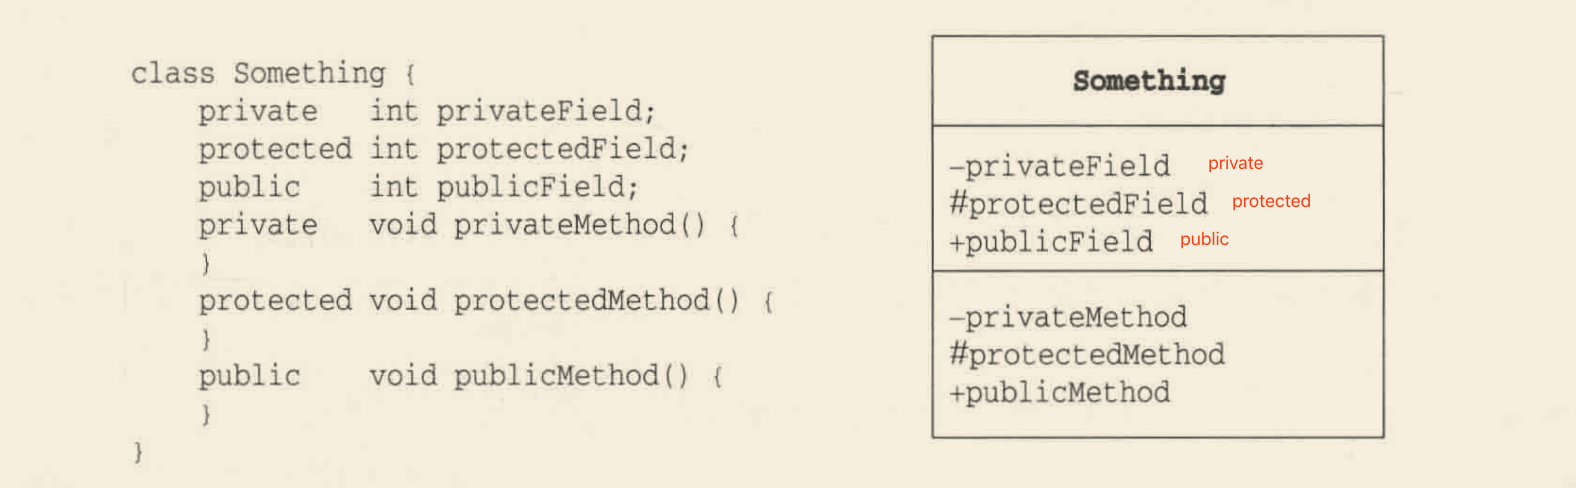 class Something {
private int privateField;
protected int protectedField;
public int publicField;
private void privateMethod() {
}
protected void protectedMethod() {
}
public void publicMethod() {
}
}
Something
–privateField private
#protectedField protected
+publicField public
–privateMethod
#protectedMethod
+publicMethod